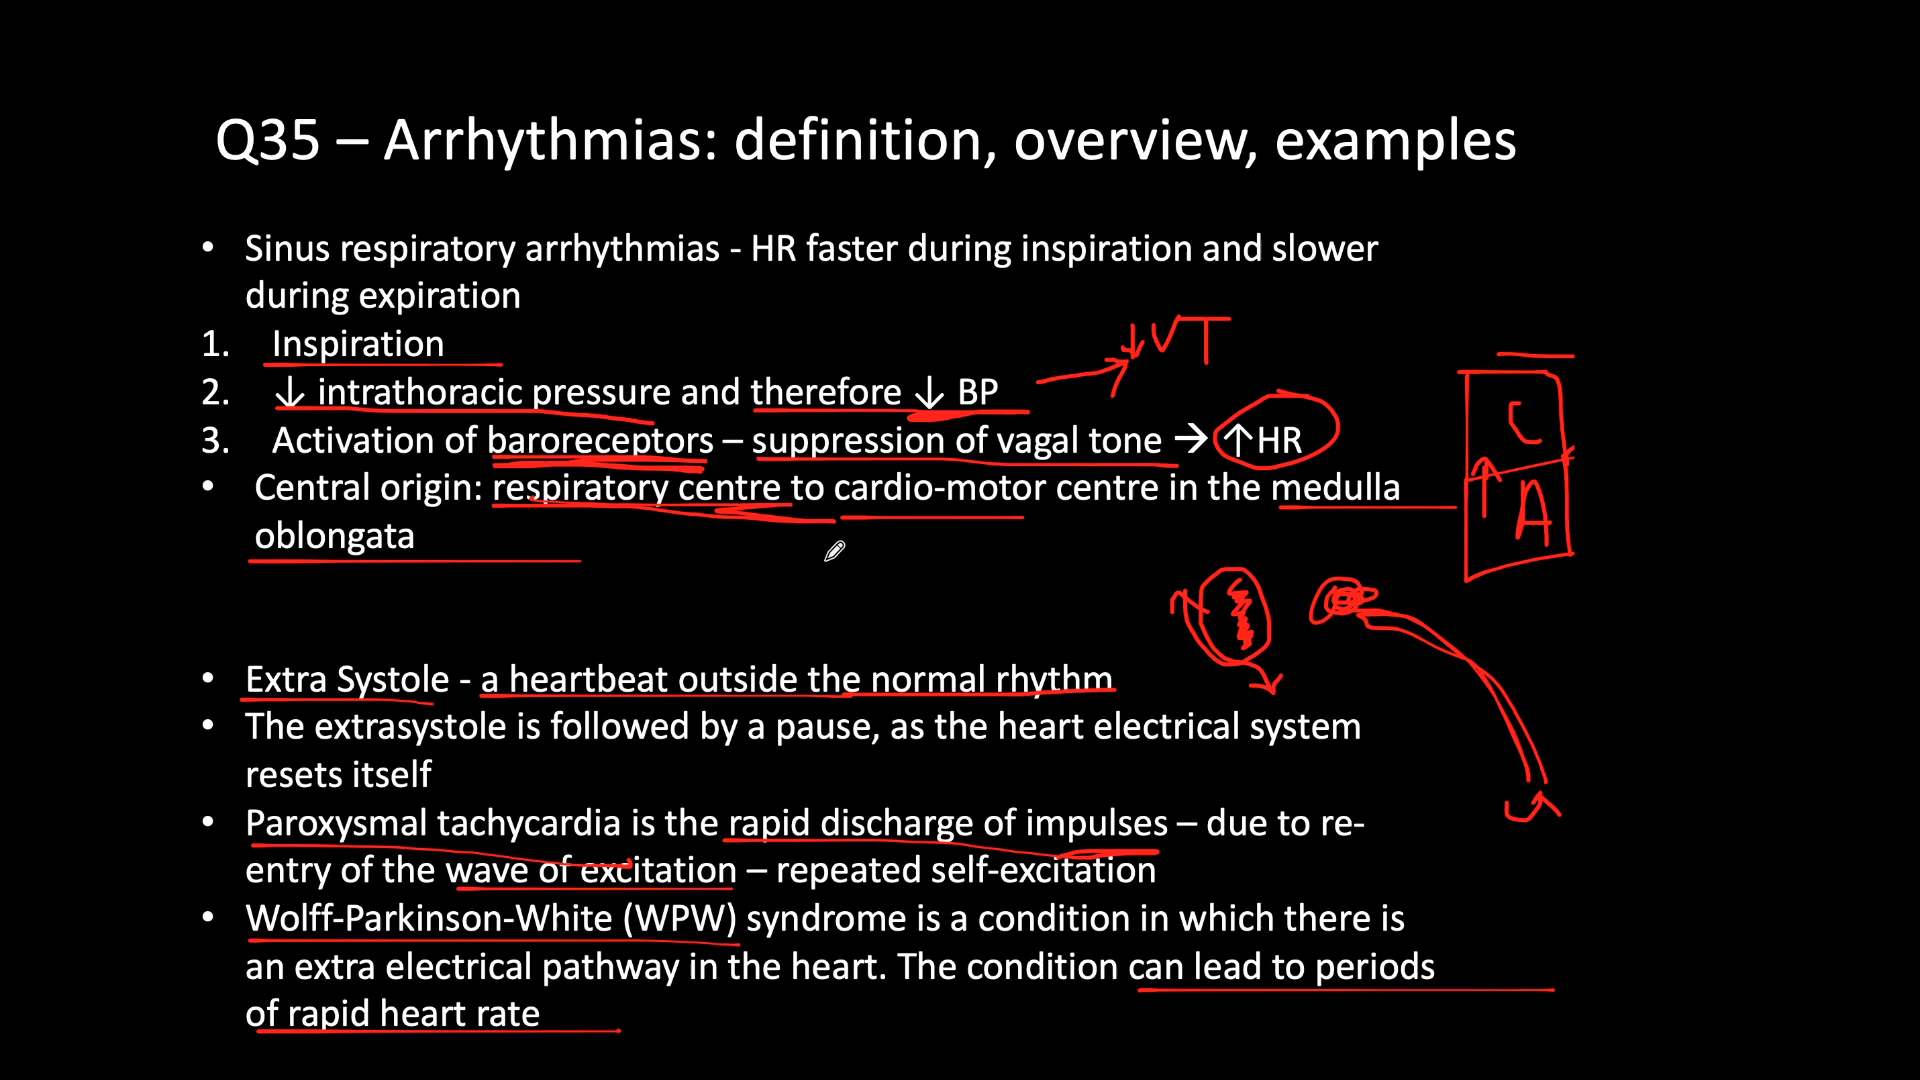 Q35 – Arrhythmias: definition, overview, examples
• Sinus respiratory arrhythmias - HR faster during inspiration and slower
during expiration
1. Inspiration
↓VT
2. ↓ intrathoracic pressure and therefore ↓ BP
3. Activation of baroreceptors – suppression of vagal tone → ↑HR
C
• Central origin: respiratory centre to cardio-motor centre in the medulla
oblongata
↑A
• Extra Systole - a heartbeat outside the normal rhythm
• The extrasystole is followed by a pause, as the heart electrical system
resets itself
• Paroxysmal tachycardia is the rapid discharge of impulses – due to re-
entry of the wave of excitation – repeated self-excitation
• Wolff-Parkinson-White (WPW) syndrome is a condition in which there is
an extra electrical pathway in the heart. The condition can lead to periods
of rapid heart rate